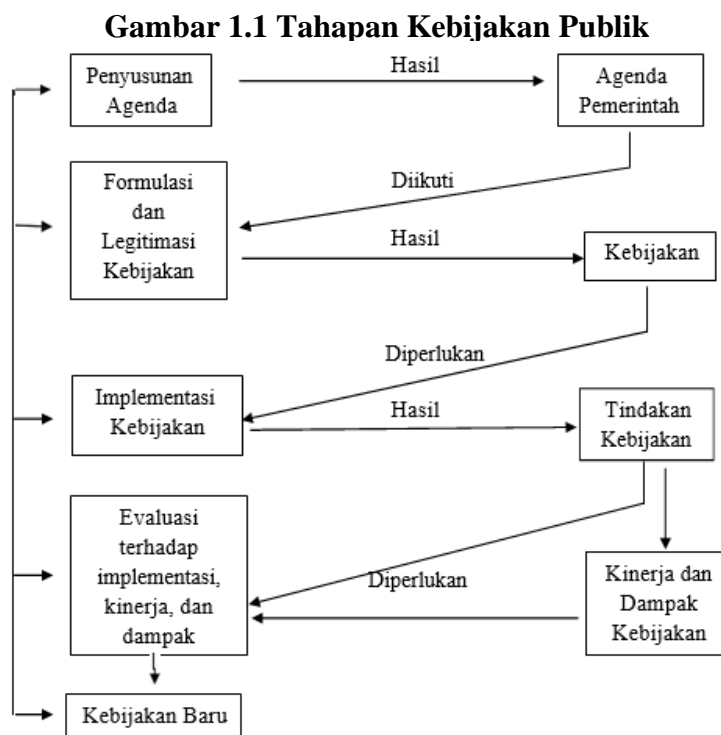 Gambar 1.1 Tahapan Kebijakan Publik
Penyusunan
Agenda
Hasil
Agenda
Pemerintah
Formulasi
dan
Legitimasi
Kebijakan
Diikuti
Hasil
Kebijakan
Diperlukan
Implementasi
Kebijakan
Hasil
Tindakan
Kebijakan
Evaluasi
terhadap
implementasi,
kinerja, dan
dampak
Diperlukan
Kinerja dan
Dampak
Kebijakan
Kebijakan Baru